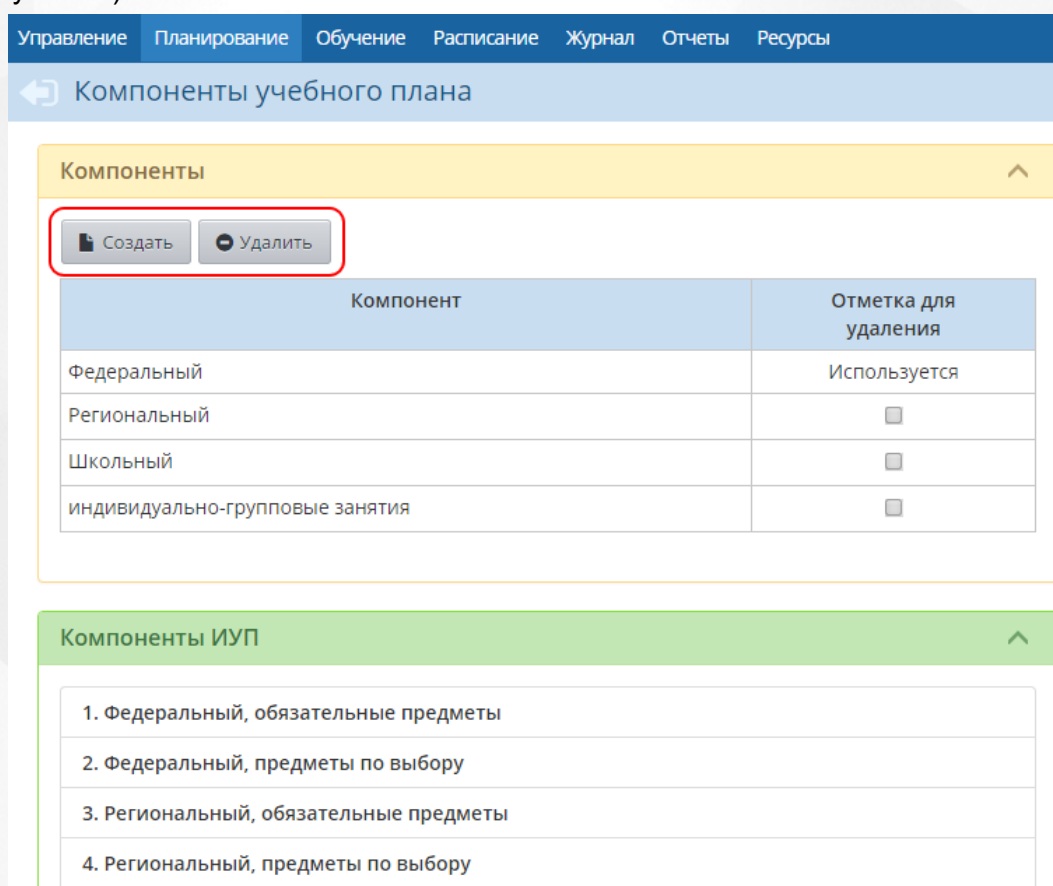 Управление Планирование Обучение Расписание Журнал Отчеты Ресурсы
Компоненты учебного плана
Компоненты
Создать Удалить
Компонент Отметка для
удаления
Федеральный Используется
Региональный
Школьный
индивидуально-групповые занятия
Компоненты ИУП
1. Федеральный, обязательные предметы
2. Федеральный, предметы по выбору
3. Региональный, обязательные предметы
4. Региональный, предметы по выбору